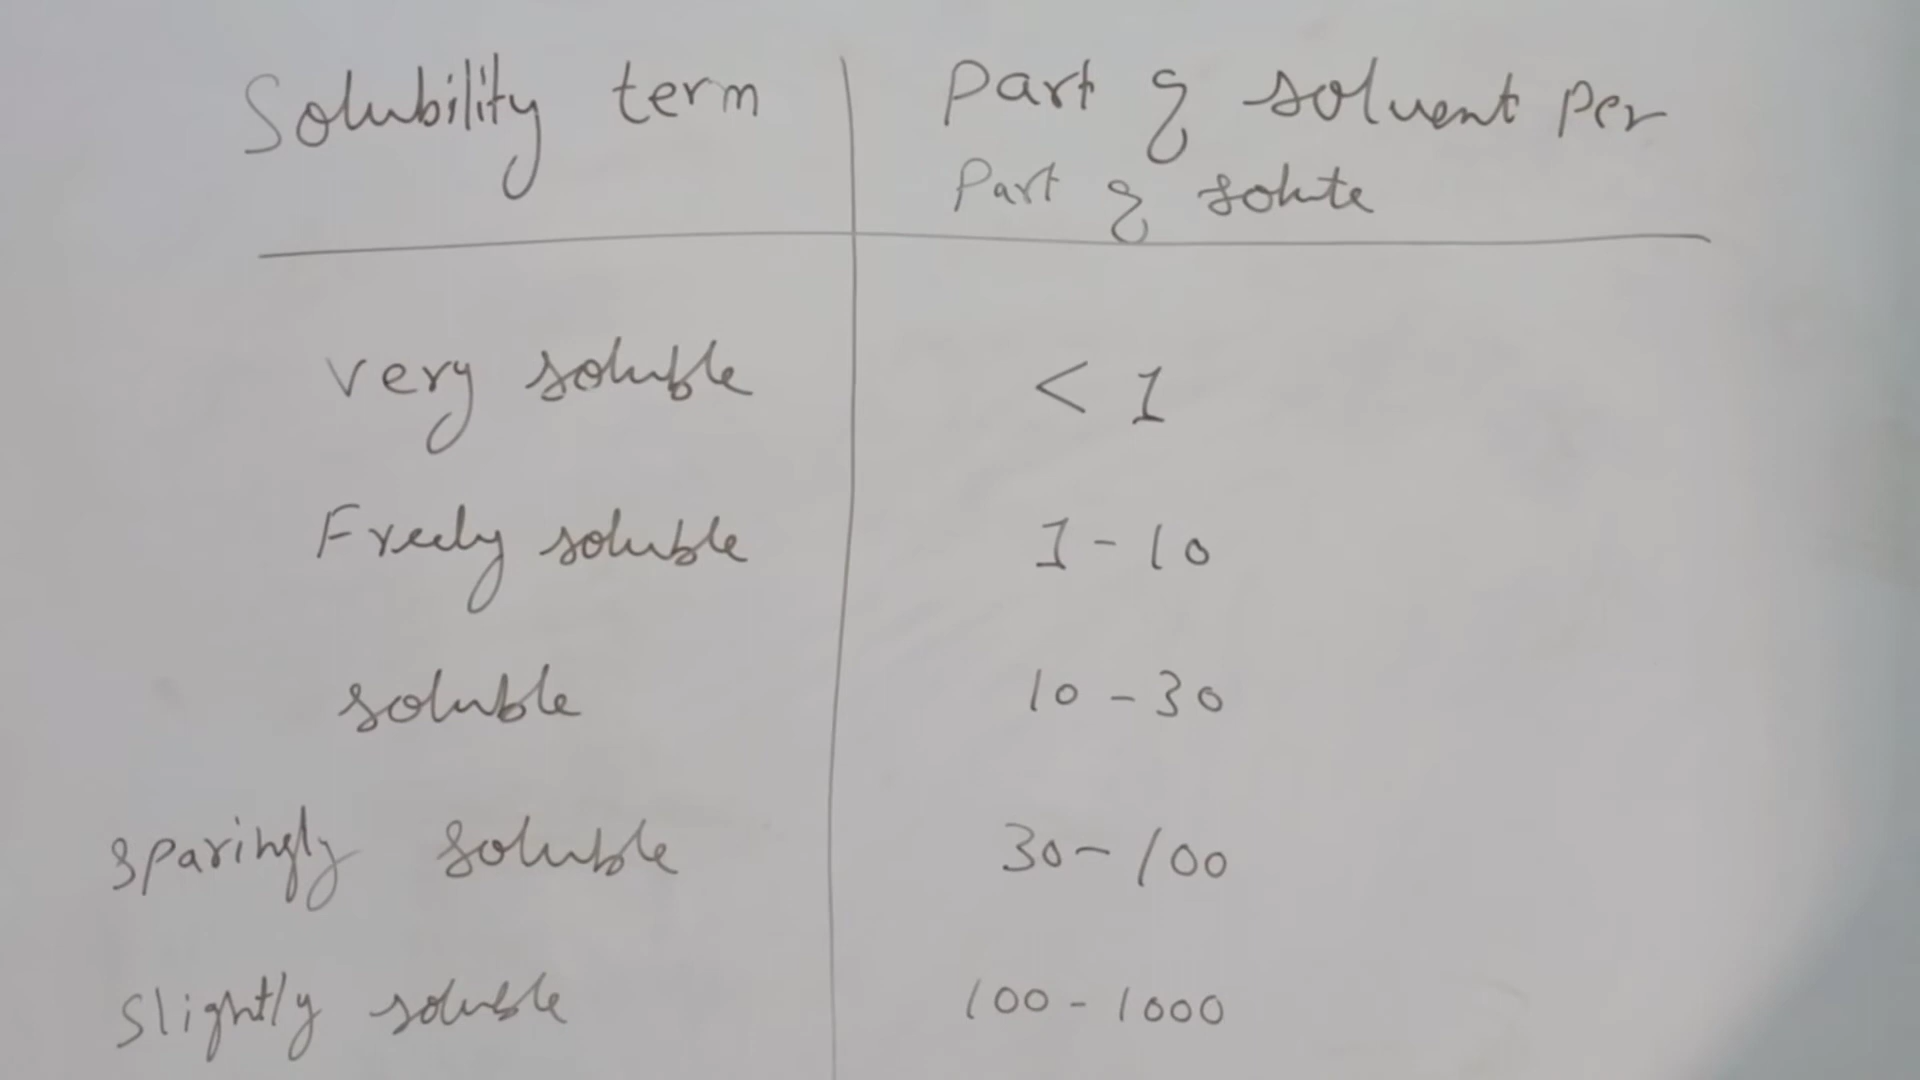 Solubility term | Part of solvent per
Part of solute
very soluble < 1
Freely soluble 1-10
soluble 10-30
sparingly soluble 30-100
slightly soluble 100-1000